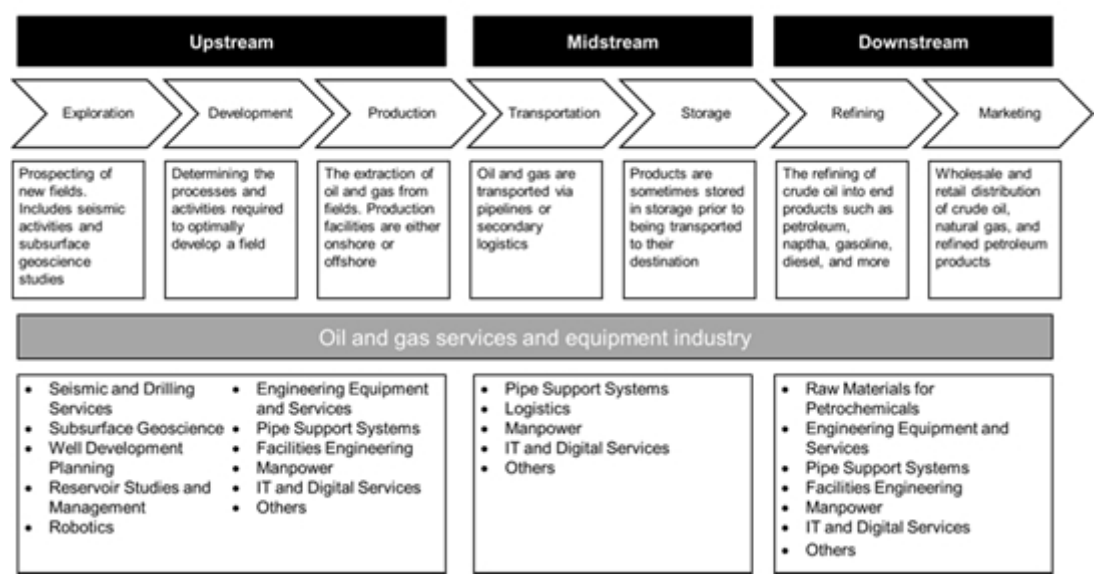 Upstream
Midstream
Downstream
Exploration
Development
Production
Transportation
Storage
Refining
Marketing
Prospecting of
new fields.
Includes seismic
activities and
subsurface
geoscience
studies
Determining the
processes and
activities required
to optimally
develop a field
The extraction of
oil and gas from
fields. Production
facilities are either
onshore or
offshore
Oil and gas are
transported via
pipelines or
secondary
logistics
Products are
sometimes stored
in storage prior to
being transported
to their
destination
The refining of
crude oil into end
products such as
petroleum,
naptha, gasoline,
diesel, and more
Wholesale and
retail distribution
of crude oil,
natural gas, and
refined petroleum
products
Oil and gas services and equipment industry
• Seismic and Drilling
Services
• Subsurface Geoscience
• Well Development
Planning
• Reservoir Studies and
Management
• Robotics
• Engineering Equipment
and Services
• Pipe Support Systems
• Facilities Engineering
• Manpower
• IT and Digital Services
• Others
• Pipe Support Systems
• Logistics
• Manpower
• IT and Digital Services
• Others
• Raw Materials for
Petrochemicals
• Engineering Equipment and
Services
• Pipe Support Systems
• Facilities Engineering
• Manpower
• IT and Digital Services
• Others